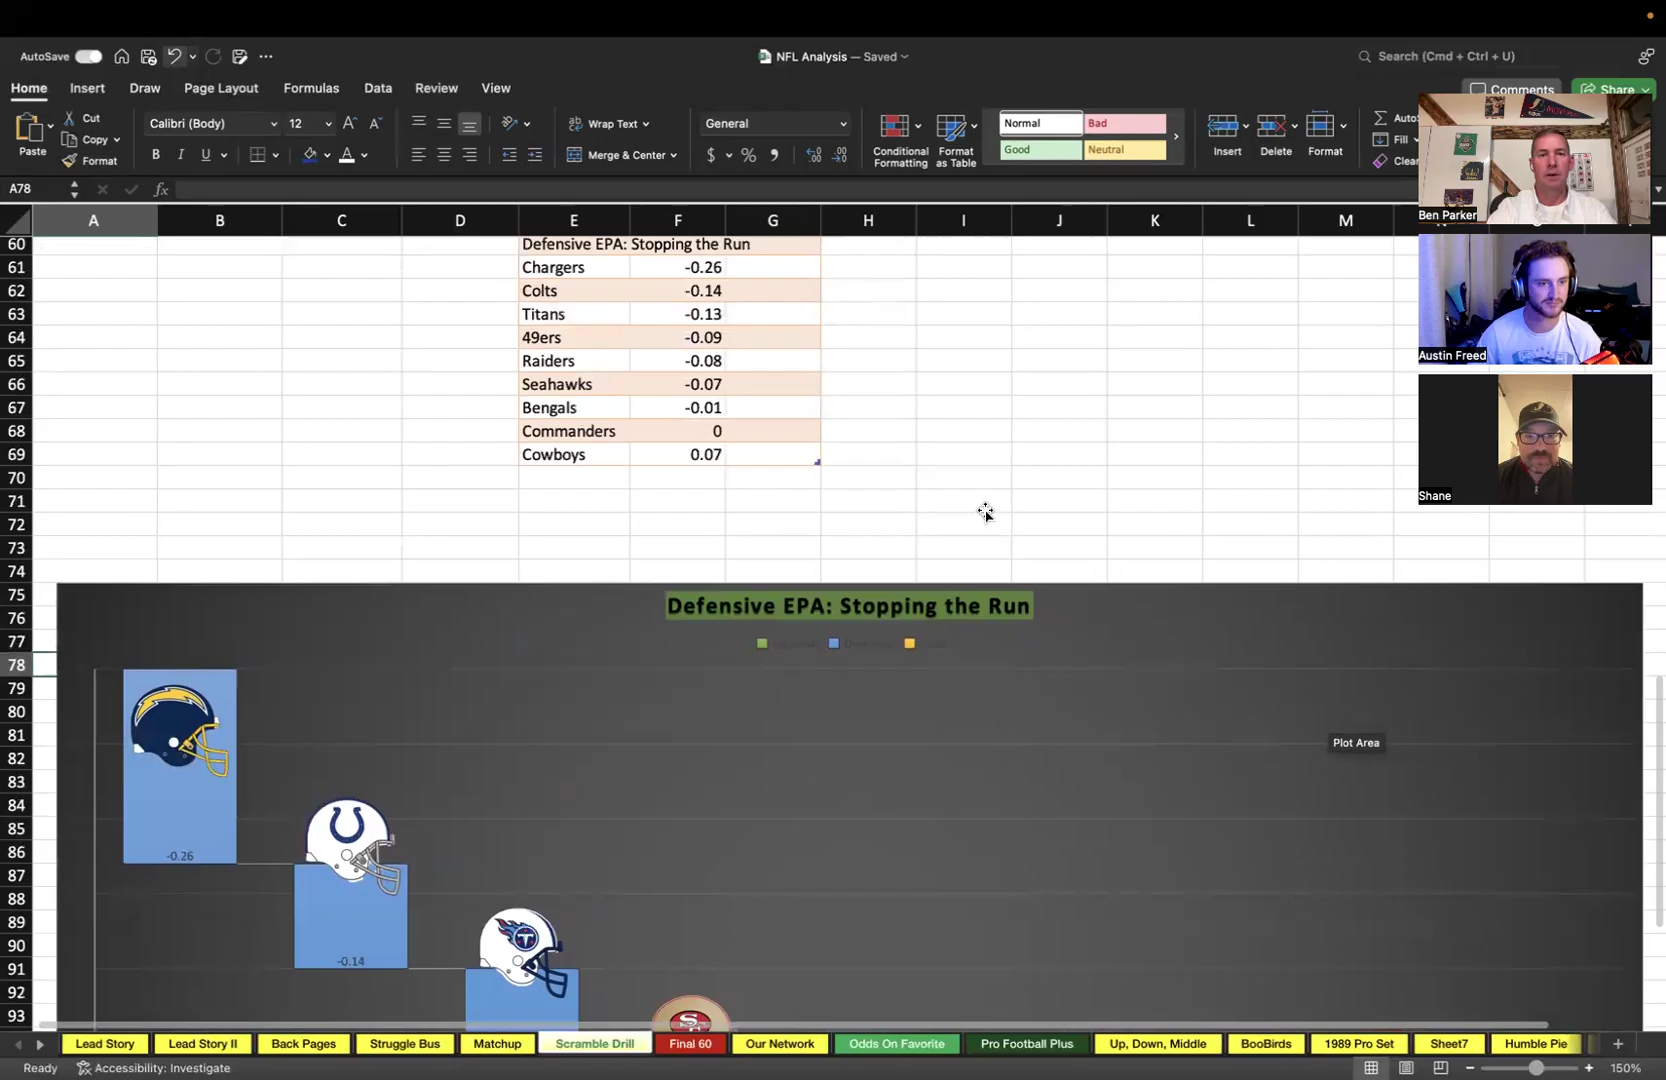 AutoSave
NFL Analysis — Saved
Search (Cmd + Ctrl + U)
Home Insert Draw Page Layout Formulas Data Review View
Comments Share
Paste
Cut
Copy
Format
Calibri (Body) 12 A A
B I U A
Wrap Text
Merge & Center
General
$ % 9
Conditional Formatting
Format as Table
Normal Bad
Good Neutral
Insert Delete Format
Fill
A78 fx
A B C D E F G H I J K L M
60 Defensive EPA: Stopping the Run
61 Chargers -0.26
62 Colts -0.14
63 Titans -0.13
64 49ers -0.09
65 Raiders -0.08
66 Seahawks -0.07
67 Bengals -0.01
68 Commanders 0
69 Cowboys 0.07
70
71
72
73
74
75
76
77
78
79
80
81
82
83
84
85
86
87
88
89
90
91
92
93
Defensive EPA: Stopping the Run
Plot Area
-0.26
-0.14
Ben Parker
Austin Freed
Shane
Lead Story Lead Story II Back Pages Struggle Bus Matchup Scramble Drill Final 60 Our Network Odds On Favorite Pro Football Plus Up, Down, Middle BooBirds 1989 Pro Set Sheet7 Humble Pie
Ready Accessibility: Investigate 150%